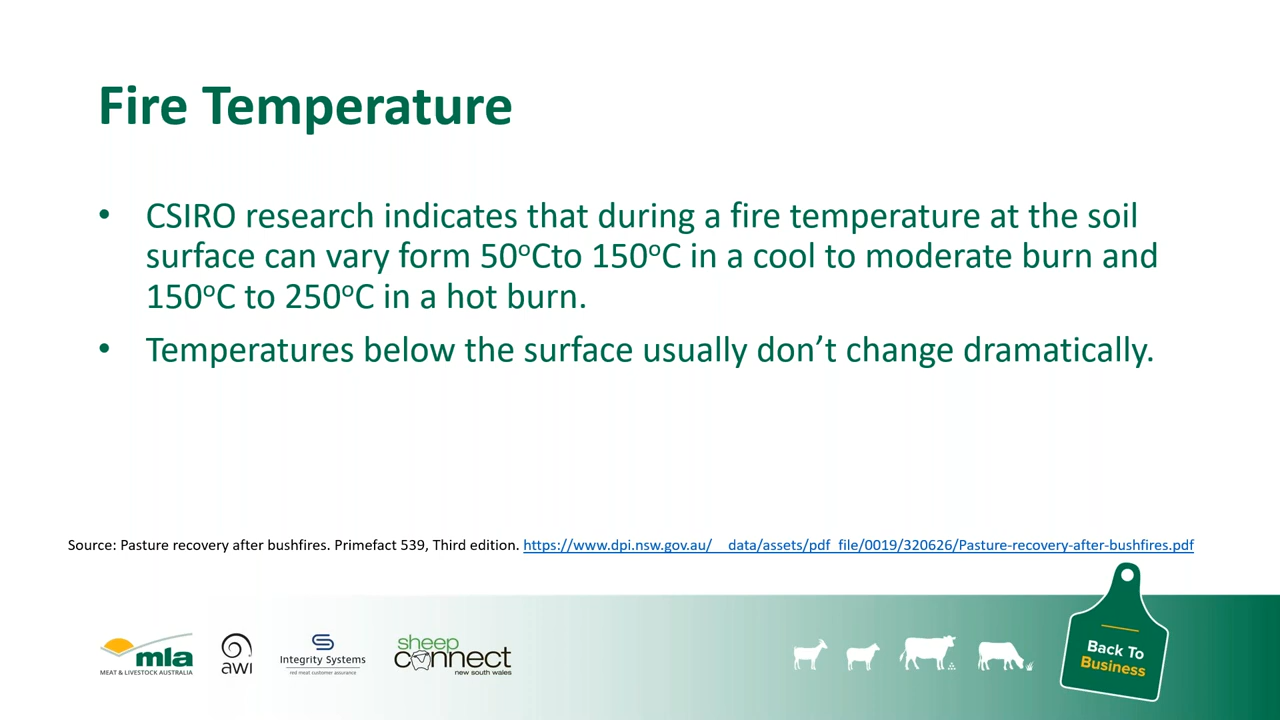 Fire Temperature
• CSIRO research indicates that during a fire temperature at the soil
surface can vary form 50ºCto 150ºC in a cool to moderate burn and
150ºC to 250ºC in a hot burn.
• Temperatures below the surface usually don’t change dramatically.
Source: Pasture recovery after bushfires. Primefact 539, Third edition. https://www.dpi.nsw.gov.au/__data/assets/pdf_file/0019/320626/Pasture-recovery-after-bushfires.pdf
mla
MEAT & LIVESTOCK AUSTRALIA
awi
Integrity Systems
red meat customer assurance
sheep
connect
new south wales
Back To
Business